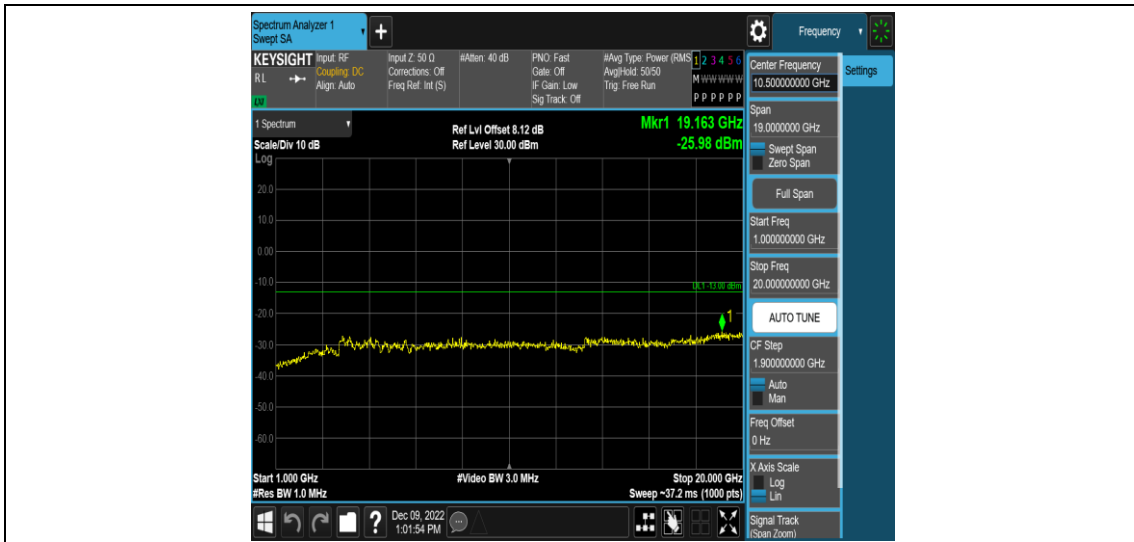 Spectrum Analyzer 1
Swept SA
+
Frequency
KEYSIGHT
RL
LM
Input: RF
Coupling: DC
Align: Auto
Input Z: 50 Ω
Corrections: Off
Freq Ref: Int (S)
#Atten: 40 dB
PNO: Fast
Gate: Off
IF Gain: Low
Sig Track: Off
#Avg Type: Power (RMS
Avg|Hold: 50/50
Trig: Free Run
1 2 3 4 5 6
M W W W W W
P P P P P P
1 Spectrum
Scale/Div 10 dB
Ref Lvl Offset 8.12 dB
Ref Level 30.00 dBm
Mkr1 19.163 GHz
-25.98 dBm
Log
20.0
10.0
0.00
-10.0
-20.0
-30.0
-40.0
-50.0
-60.0
DL1 -13.00 dBm
1
Start 1.000 GHz
#Res BW 1.0 MHz
#Video BW 3.0 MHz
Stop 20.000 GHz
Sweep ~37.2 ms (1000 pts)
Center Frequency
10.500000000 GHz
Settings
Span
19.0000000 GHz
Swept Span
Zero Span
Full Span
Start Freq
1.000000000 GHz
Stop Freq
20.000000000 GHz
AUTO TUNE
CF Step
1.900000000 GHz
Auto
Man
Freq Offset
0 Hz
X Axis Scale
Log
Lin
Signal Track
(Span Zoom)
?
Dec 09, 2022
1:01:54 PM